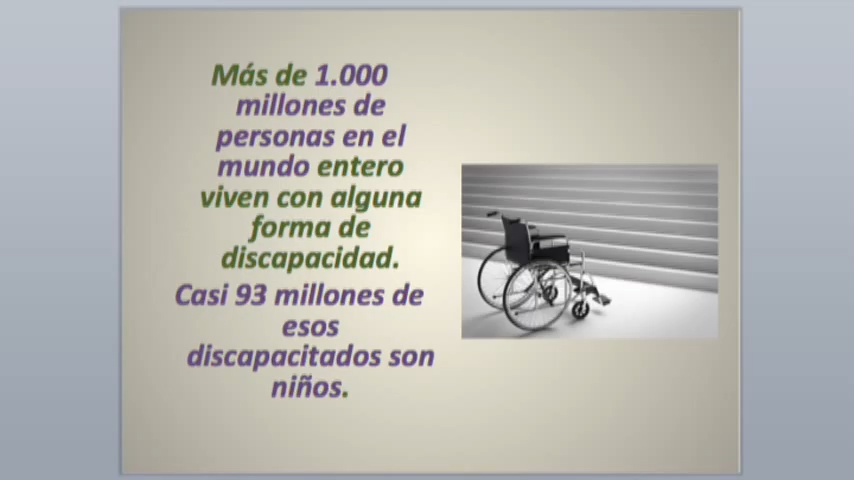 Más de 1.000
millones de
personas en el
mundo entero
viven con alguna
forma de
discapacidad.
Casi 93 millones de
esos
discapacitados son
niños.